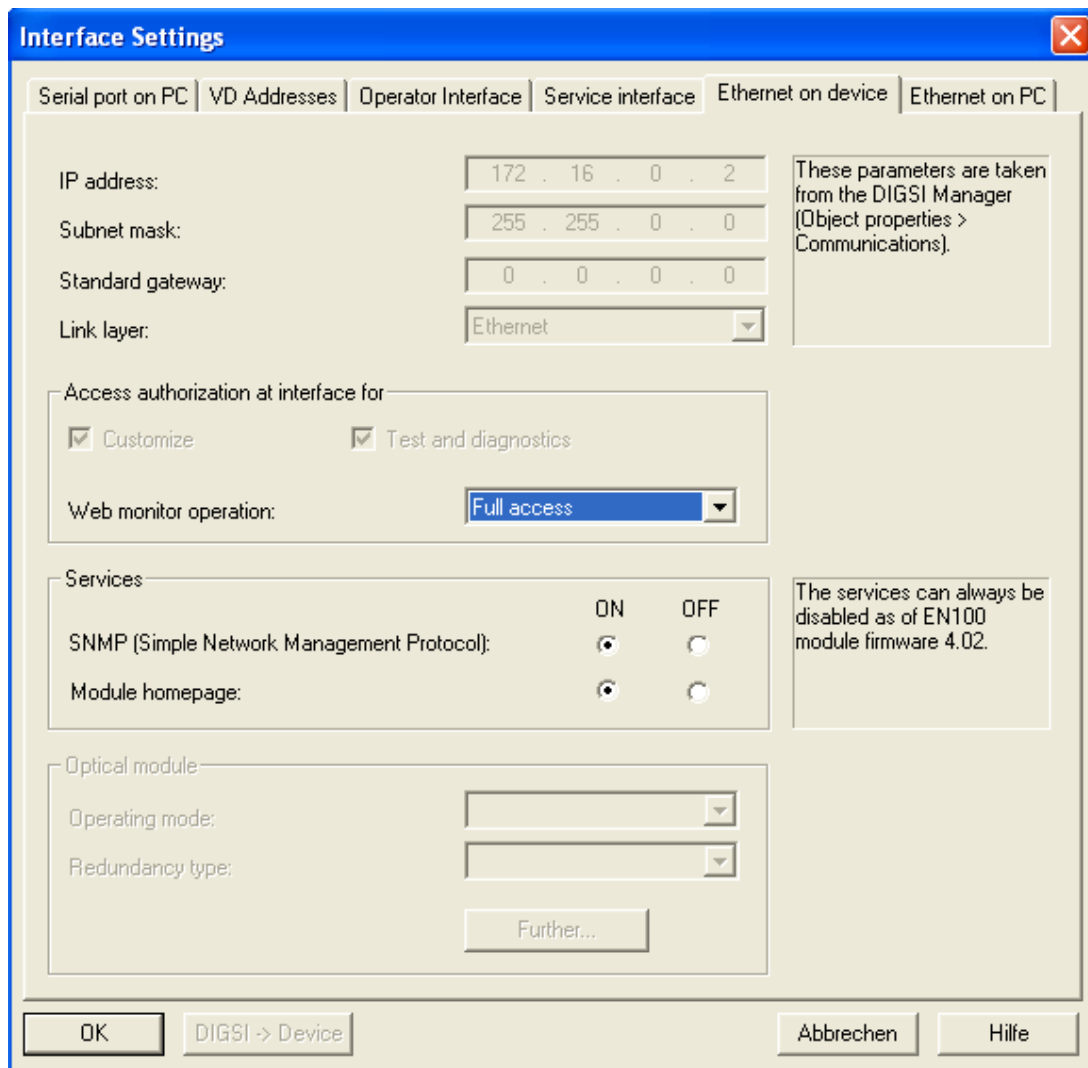 Interface Settings
Serial port on PC VD Addresses Operator Interface Service interface Ethernet on device Ethernet on PC
IP address: 172 . 16 . 0 . 2
Subnet mask: 255 . 255 . 0 . 0
Standard gateway: 0 . 0 . 0 . 0
Link layer: Ethernet
These parameters are taken
from the DIGSI Manager
(Object properties >
Communications).
Access authorization at interface for
Customize Test and diagnostics
Web monitor operation: Full access
Services
ON OFF
SNMP (Simple Network Management Protocol):
Module homepage:
The services can always be
disabled as of EN100
module firmware 4.02.
Optical module
Operating mode:
Redundancy type:
Further...
OK DIGSI -> Device Abbrechen Hilfe